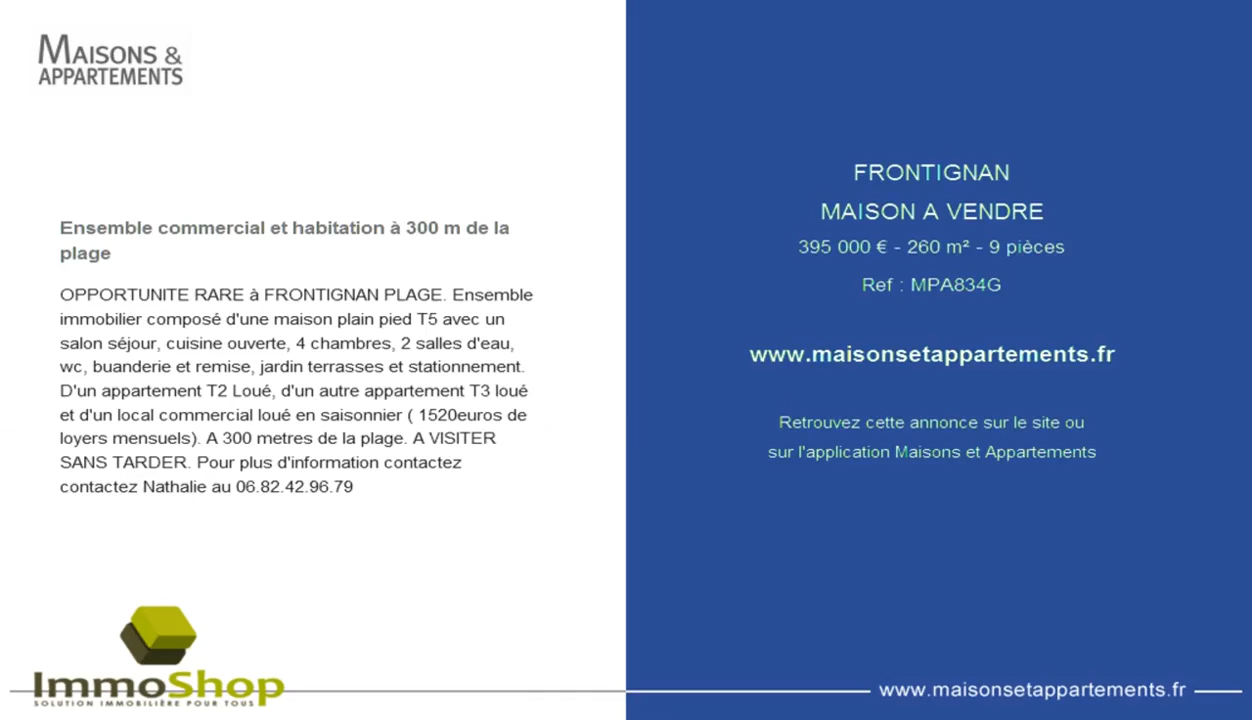 MAISONS &
APPARTEMENTS
Ensemble commercial et habitation à 300 m de la
plage
OPPORTUNITE RARE à FRONTIGNAN PLAGE. Ensemble
immobilier composé d'une maison plain pied T5 avec un
salon séjour, cuisine ouverte, 4 chambres, 2 salles d'eau,
wc, buanderie et remise, jardin terrasses et stationnement.
D'un appartement T2 Loué, d'un autre appartement T3 loué
et d'un local commercial loué en saisonnier ( 1520euros de
loyers mensuels). A 300 metres de la plage. A VISITER
SANS TARDER. Pour plus d'information contactez
contactez Nathalie au 06.82.42.96.79
ImmoShop
SOLUTION IMMOBILIÈRE POUR TOUS
FRONTIGNAN
MAISON A VENDRE
395 000 € - 260 m² - 9 pièces
Ref : MPA834G
www.maisonsetappartements.fr
Retrouvez cette annonce sur le site ou
sur l'application Maisons et Appartements
www.maisonsetappartements.fr